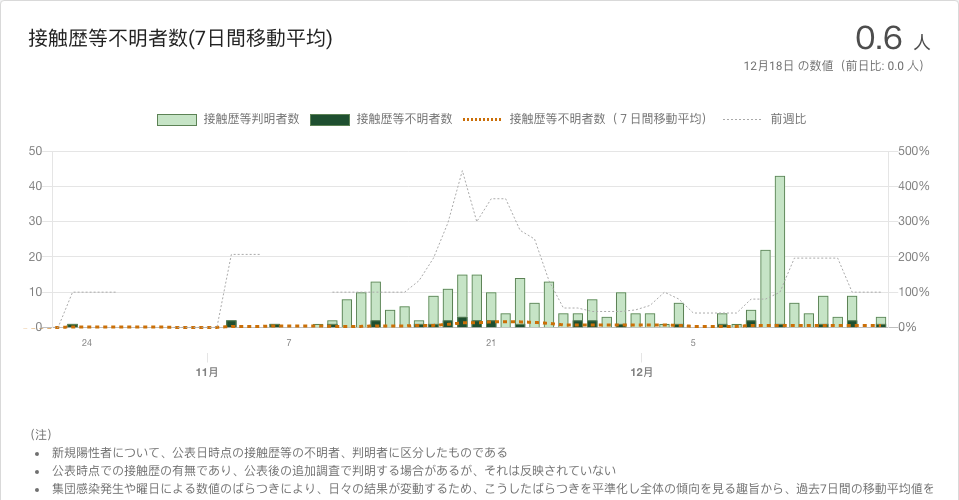 接触歴等不明者数(7日間移動平均)
0.6 人
12月18日 の数値（前日比: 0.0 人）
接触歴等判明者数 接触歴等不明者数 接触歴等不明者数（７日間移動平均） 前週比
50 500%
40 400%
30 300%
20 200%
10 100%
0 0%
24 7 21 5
11月 12月
（注）
• 新規陽性者について、公表日時点の接触歴等の不明者、判明者に区分したものである
• 公表時点での接触歴の有無であり、公表後の追加調査で判明する場合があるが、それは反映されていない
• 集団感染発生や曜日による数値のばらつきにより、日々の結果が変動するため、こうしたばらつきを平準化し全体の傾向を見る趣旨から、過去7日間の移動平均値を